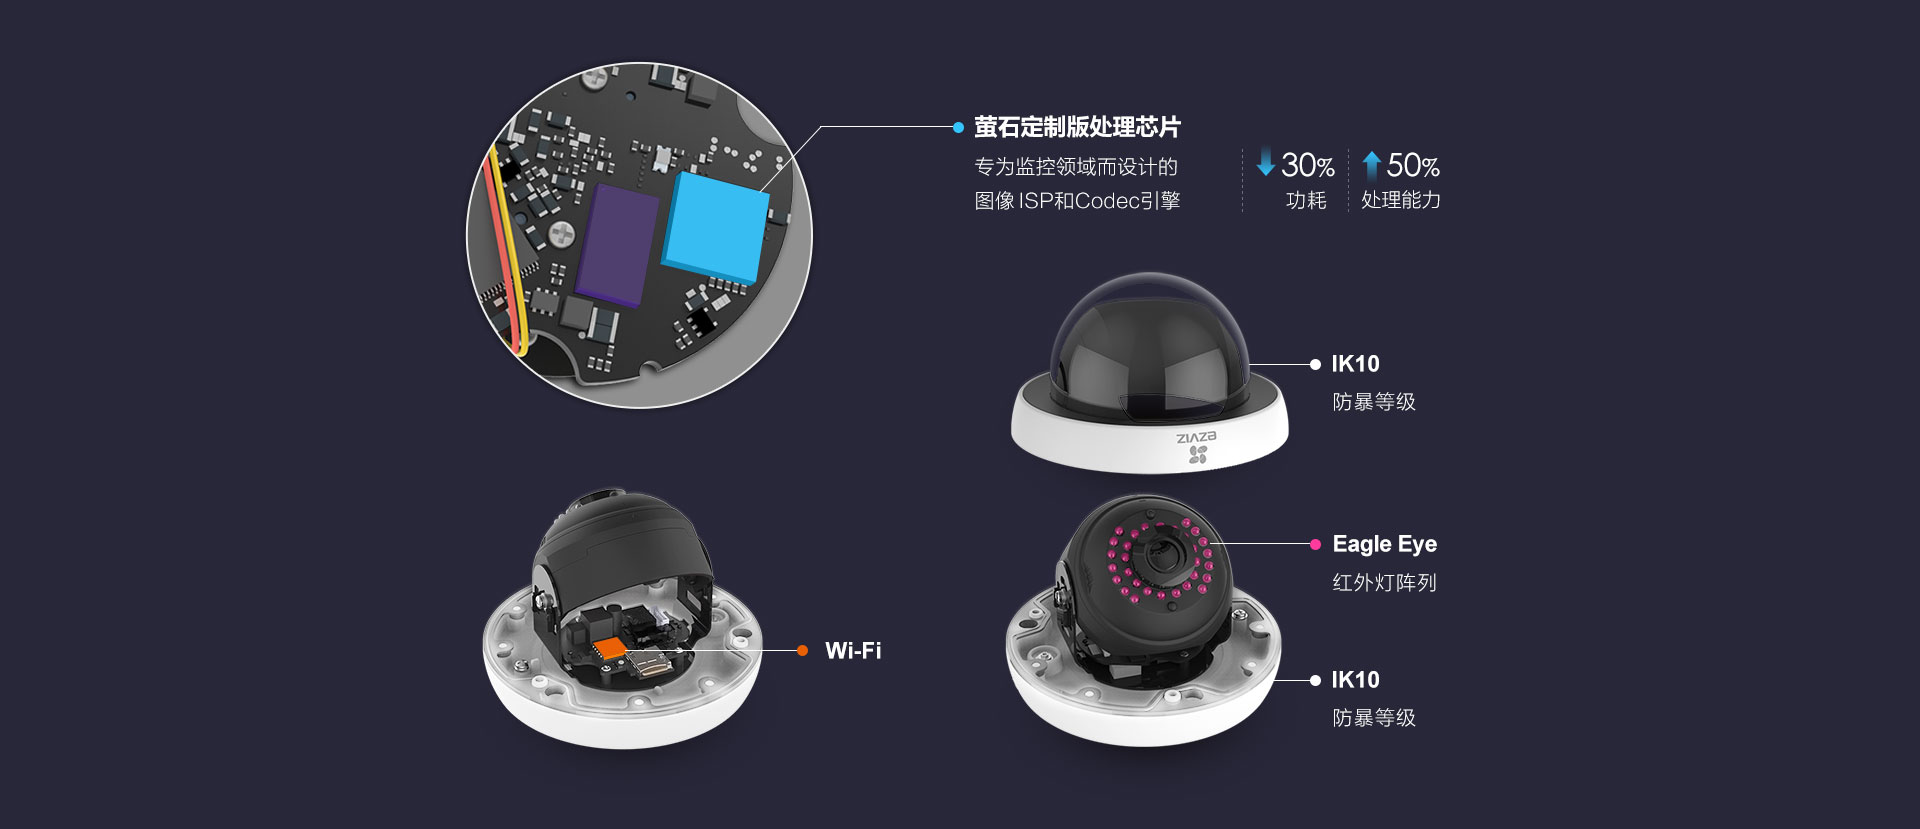 萤石定制版处理芯片
专为监控领域而设计的
图像 ISP和Codec引擎
30%
功耗
50%
处理能力
IK10
防暴等级
EZVIZ
Eagle Eye
红外灯阵列
Wi-Fi
IK10
防暴等级